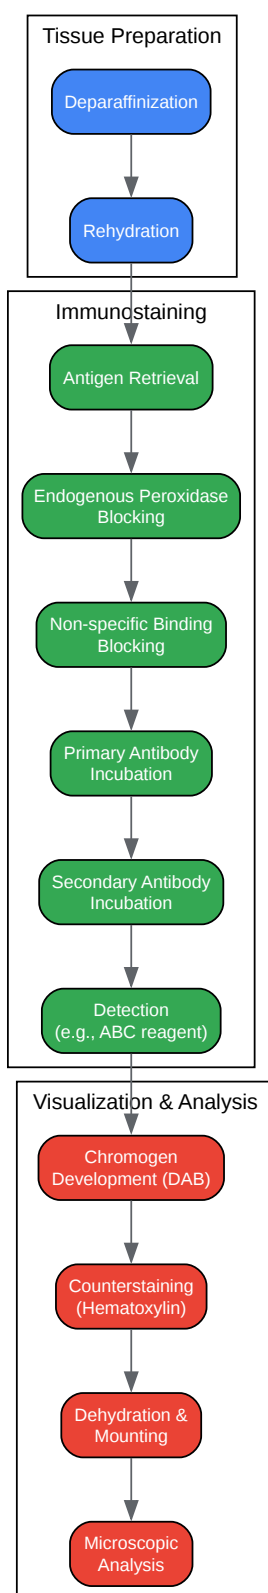 Tissue Preparation
Deparaffinization
Rehydration
Immunostaining
Antigen Retrieval
Endogenous Peroxidase
Blocking
Non-specific Binding
Blocking
Primary Antibody
Incubation
Secondary Antibody
Incubation
Detection
(e.g., ABC reagent)
Visualization & Analysis
Chromogen
Development (DAB)
Counterstaining
(Hematoxylin)
Dehydration &
Mounting
Microscopic
Analysis